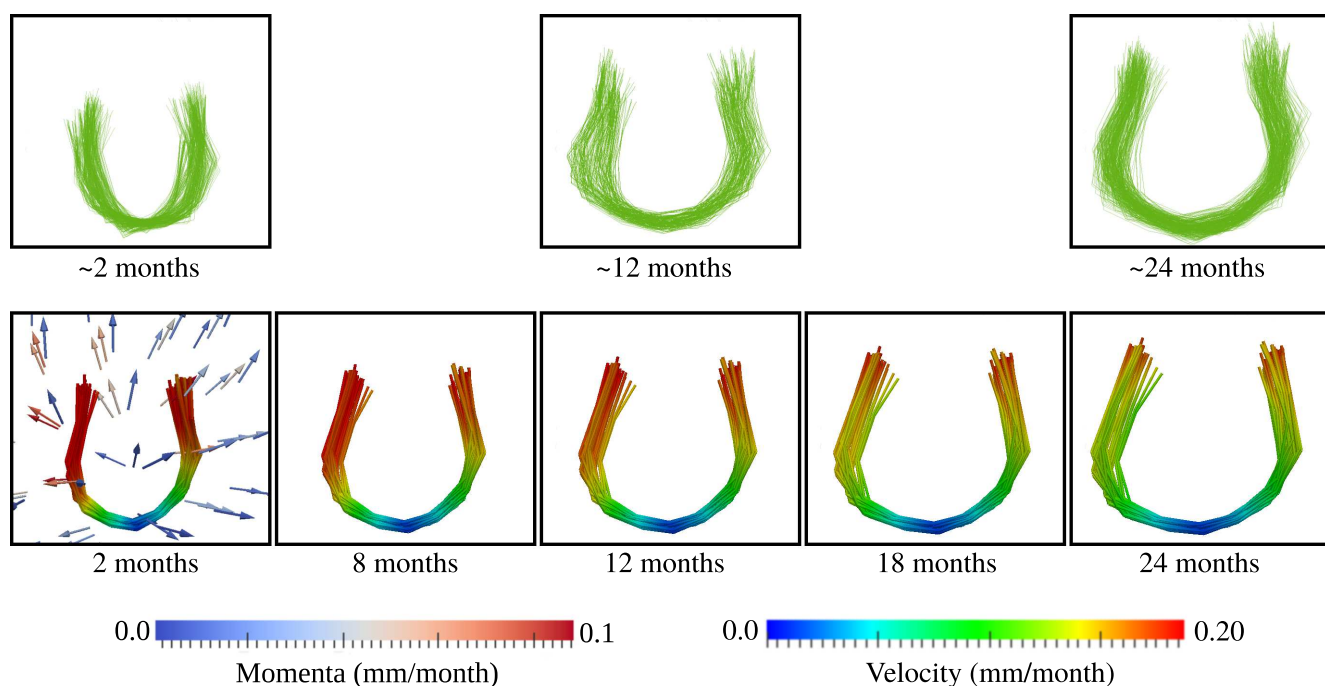 ~2 months
~12 months
~24 months
2 months
8 months
12 months
18 months
24 months
0.0
0.1
Momenta (mm/month)
0.0
0.20
Velocity (mm/month)